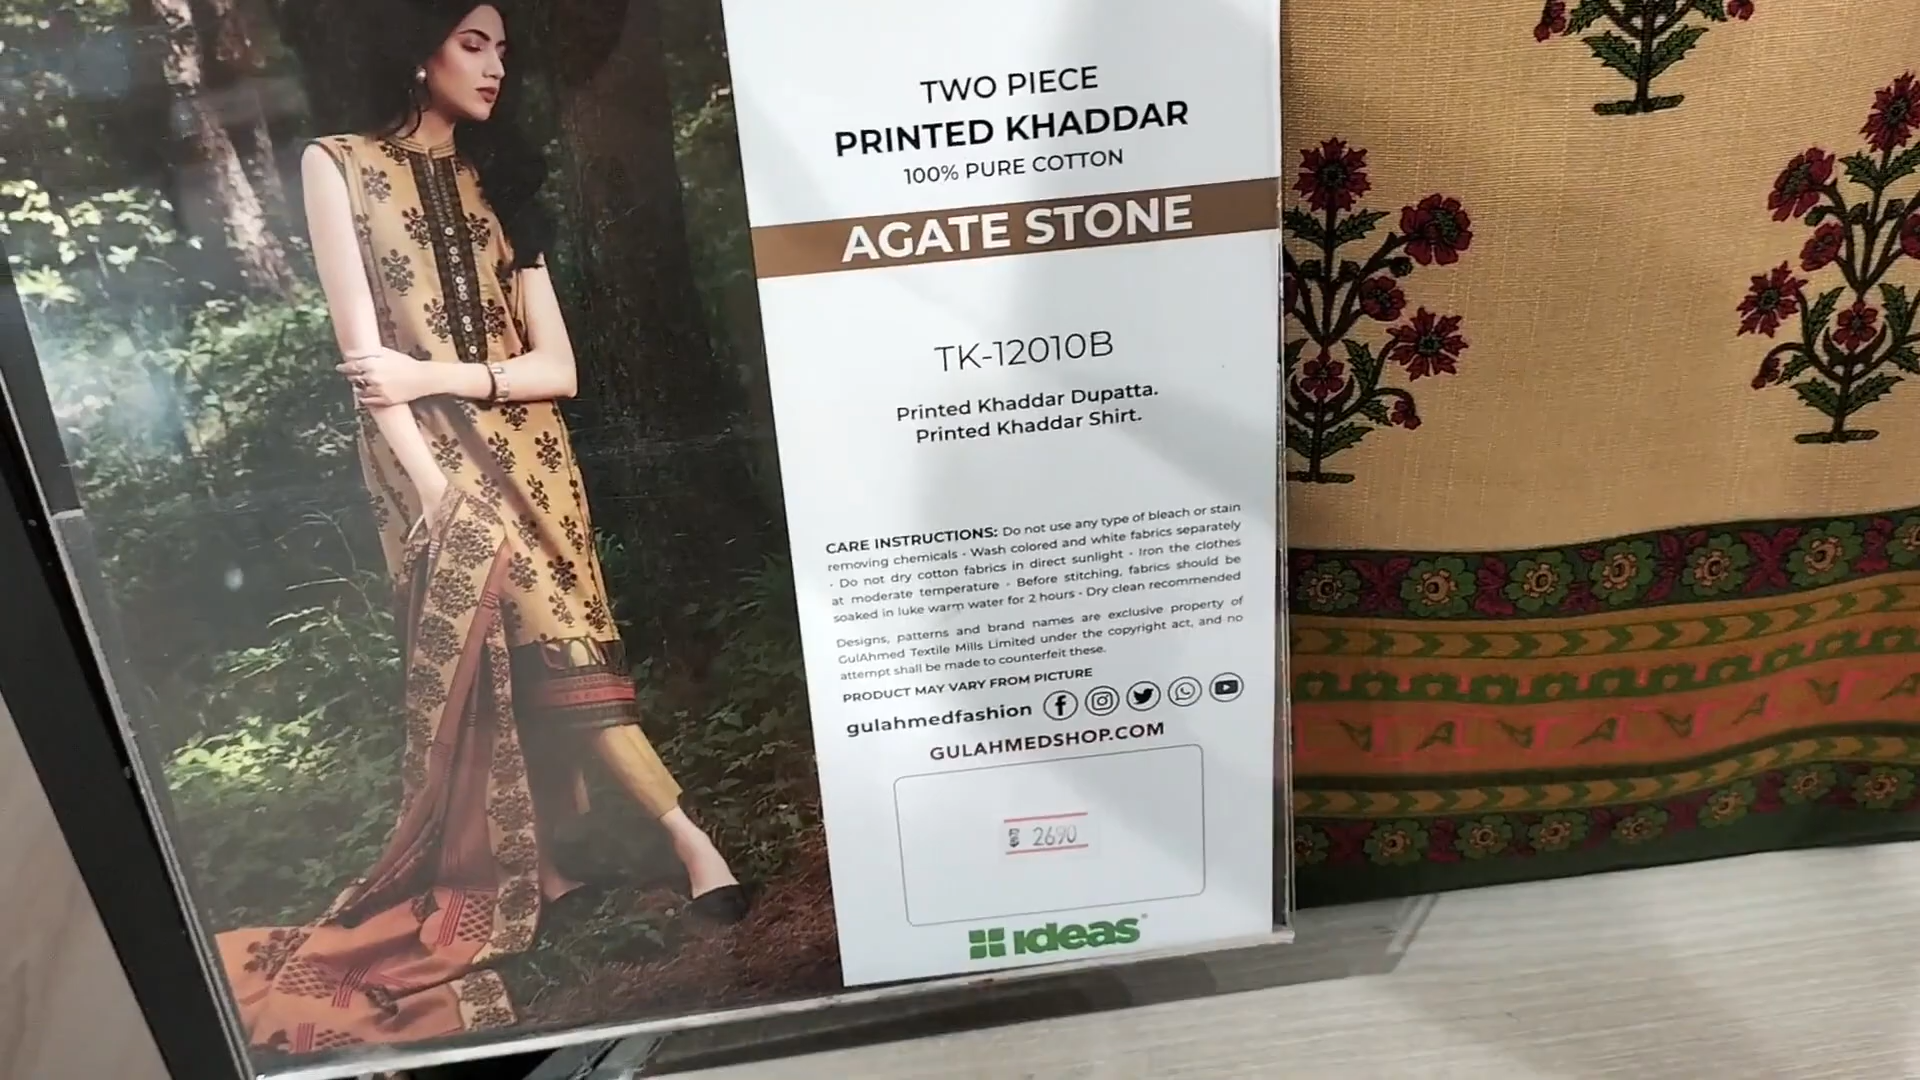 TWO PIECE
PRINTED KHADDAR
100% PURE COTTON
AGATE STONE
TK-12010B
Printed Khaddar Dupatta.
Printed Khaddar Shirt.
CARE INSTRUCTIONS: Do not use any type of bleach or stain
removing chemicals - Wash colored and white fabrics separately
- Do not dry cotton fabrics in direct sunlight - Iron the clothes
at moderate temperature - Before stitching, fabrics should be
soaked in luke warm water for 2 hours - Dry clean recommended
Designs, patterns and brand names are exclusive property of
GulAhmed Textile Mills Limited under the copyright act, and no
attempt shall be made to counterfeit these.
PRODUCT MAY VARY FROM PICTURE
gulahmedfashion
GULAHMEDSHOP.COM
RS 2690
ideas